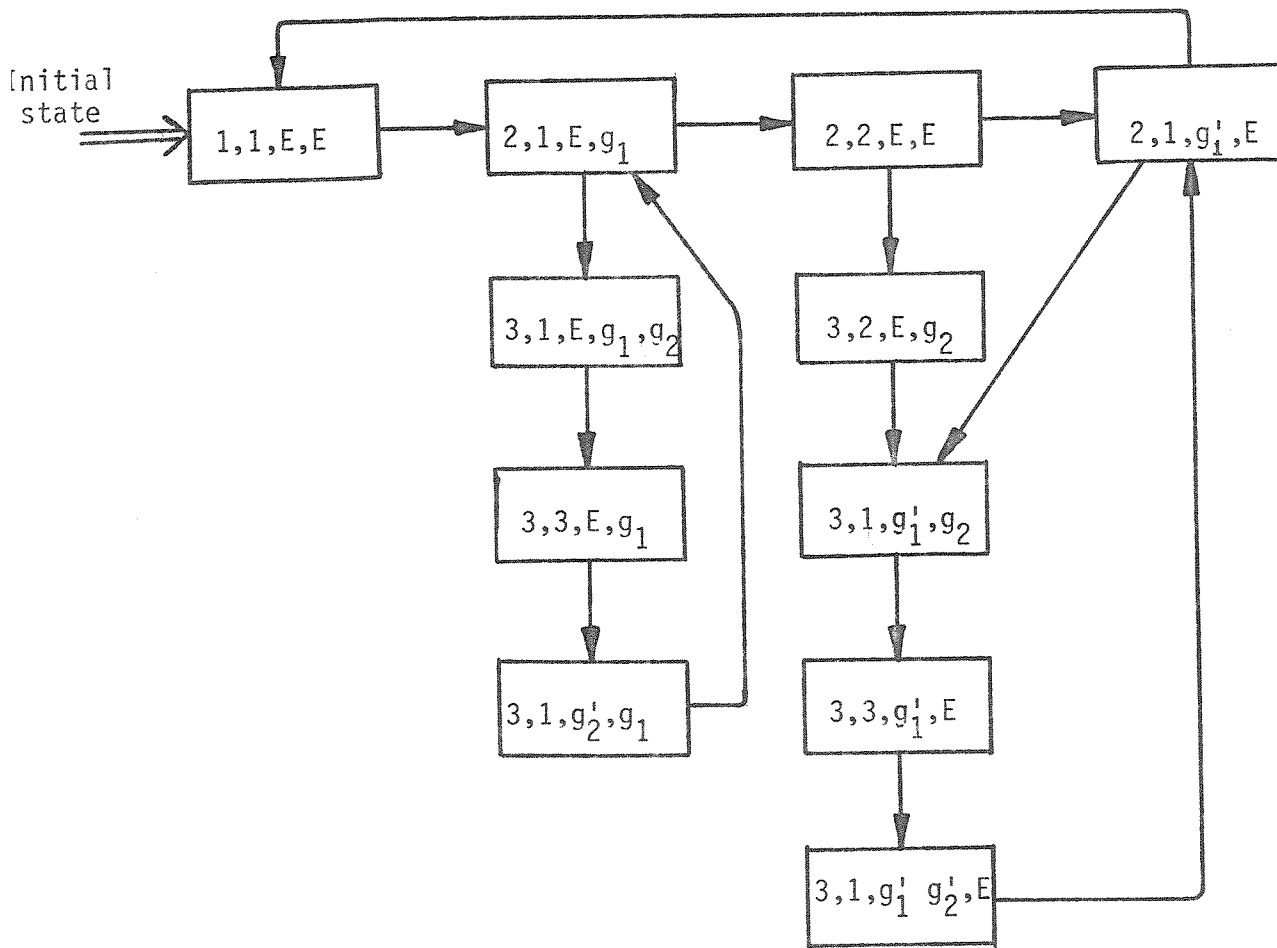 Initial
state
1,1,E,E
2,1,E,g₁
2,2,E,E
2,1,g₁',E
3,1,E,g₁,g₂
3,2,E,g₂
3,3,E,g₁
3,1,g₁',g₂
3,1,g₂',g₁
3,3,g₁',E
3,1,g₁' g₂',E